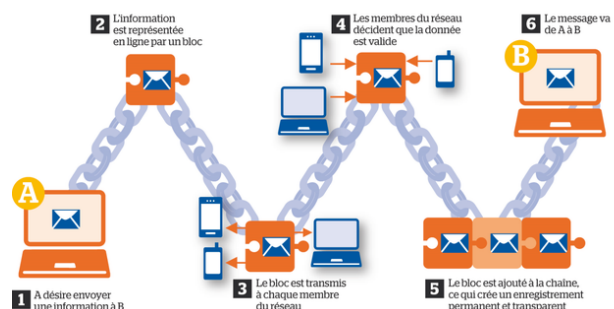 1 A désire envoyer
une information à B
A
2 L'information
est représentée
en ligne par un bloc
3 Le bloc est transmis
à chaque membre
du réseau
4 Les membres du réseau
décident que la donnée
est valide
5 Le bloc est ajouté à la chaîne,
ce qui crée un enregistrement
permanent et transparent
6 Le message va
de A à B
B